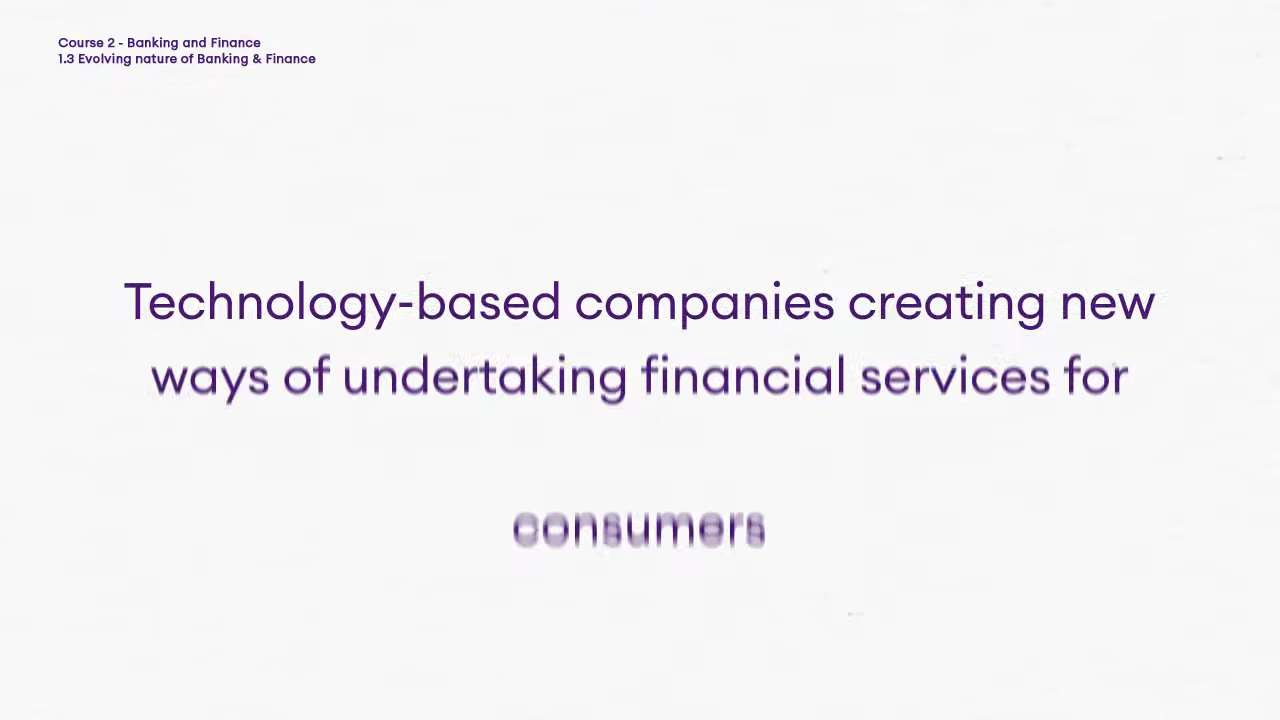 Course 2 - Banking and Finance
1.3 Evolving nature of Banking & Finance
Technology-based companies creating new
ways of undertaking financial services for
consumers